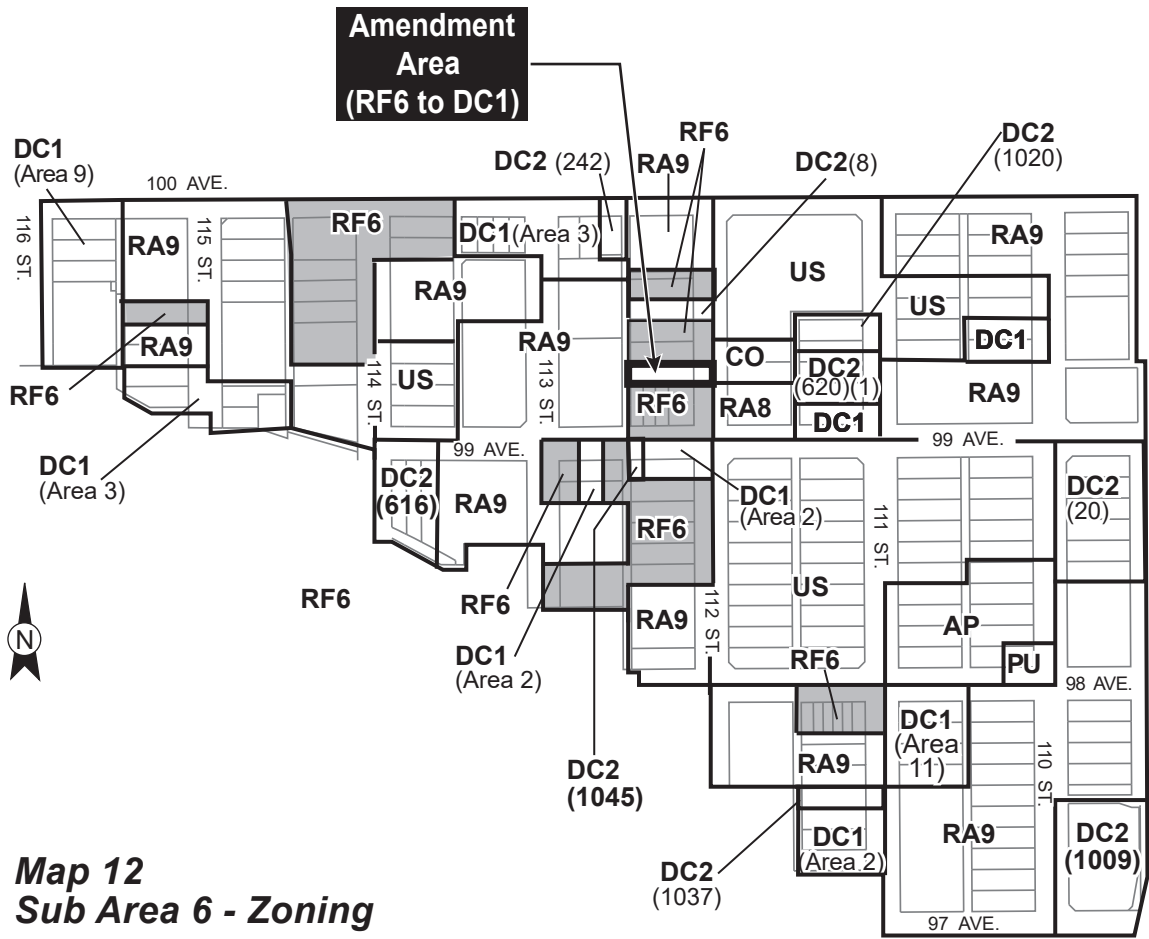 Amendment
Area
(RF6 to DC1)
RF6
DC2 (242)
RA9
DC2(8)
DC2
(1020)
DC1
(Area 9)
100 AVE.
116 ST.
RA9
115 ST.
RF6
DC1(Area 3)
US
RA9
RA9
US
RA9
RA9
DC1
CO
114 ST.
US
113 ST.
DC2
(620)(1)
RF6
RF6
RA8
RA9
DC1
99 AVE.
99 AVE.
DC1
(Area 3)
DC2
(616)
RA9
DC1
(Area 2)
DC2
(20)
RF6
111 ST.
RF6
RF6
US
112 ST.
RA9
AP
DC1
(Area 2)
RF6
PU
98 AVE.
DC1
(Area
11)
110 ST.
DC2
(1045)
RA9
DC1
(Area 2)
RA9
DC2
(1009)
DC2
(1037)
97 AVE.
N
Map 12
Sub Area 6 - Zoning